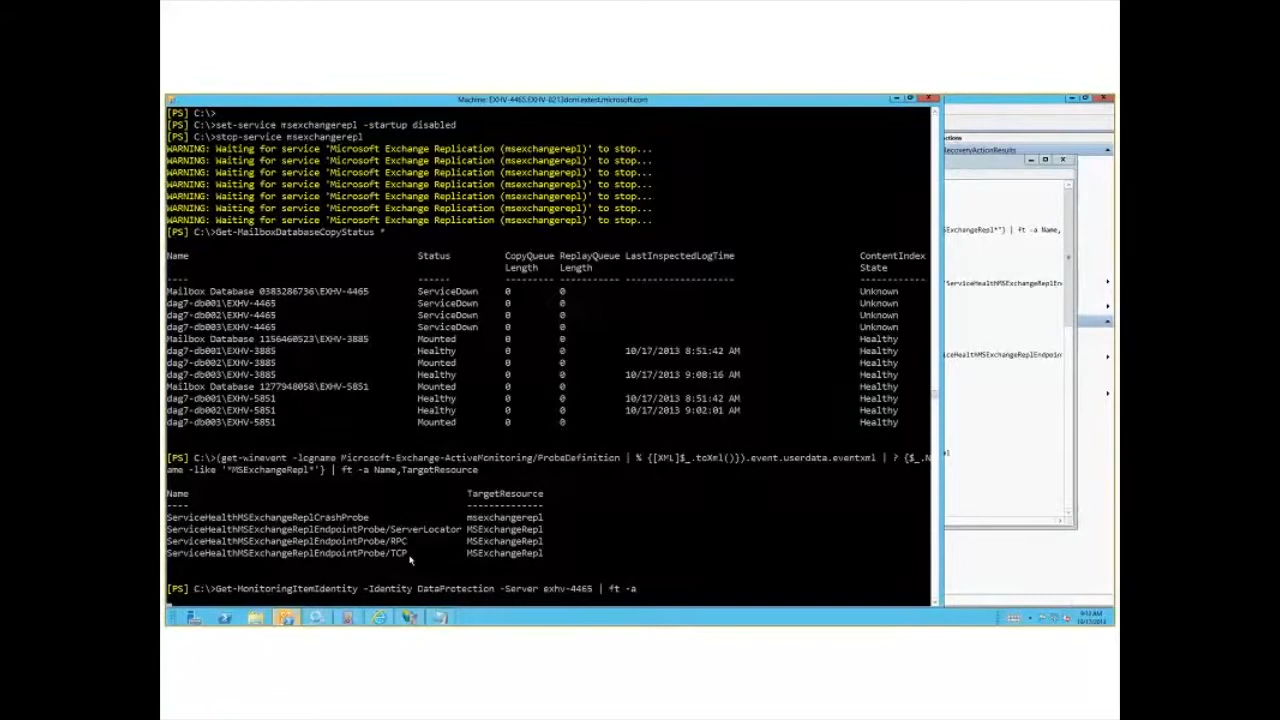 Machine: EXHV-4465.EXHV-0213dom.extest.microsoft.com
[PS] C:\>
[PS] C:\>set-service msexchangerepl -startup disabled
[PS] C:\>stop-service msexchangerepl
WARNING: Waiting for service 'Microsoft Exchange Replication (msexchangerepl)' to stop...
WARNING: Waiting for service 'Microsoft Exchange Replication (msexchangerepl)' to stop...
WARNING: Waiting for service 'Microsoft Exchange Replication (msexchangerepl)' to stop...
WARNING: Waiting for service 'Microsoft Exchange Replication (msexchangerepl)' to stop...
WARNING: Waiting for service 'Microsoft Exchange Replication (msexchangerepl)' to stop...
WARNING: Waiting for service 'Microsoft Exchange Replication (msexchangerepl)' to stop...
WARNING: Waiting for service 'Microsoft Exchange Replication (msexchangerepl)' to stop...
[PS] C:\>Get-MailboxDatabaseCopyStatus *
Name Status CopyQueue ReplayQueue LastInspectedLogTime ContentIndex
Length Length State
---- ------ --------- ----------- -------------------- ------------
Mailbox Database 0383286736\EXHV-4465 ServiceDown 0 0 Unknown
dag7-db001\EXHV-4465 ServiceDown 0 0 Unknown
dag7-db002\EXHV-4465 ServiceDown 0 0 Unknown
dag7-db003\EXHV-4465 ServiceDown 0 0 Unknown
Mailbox Database 1156460523\EXHV-3885 Mounted 0 0 Healthy
dag7-db001\EXHV-3885 Healthy 0 0 10/17/2013 8:51:42 AM Healthy
dag7-db002\EXHV-3885 Mounted 0 0 Healthy
dag7-db003\EXHV-3885 Healthy 0 0 10/17/2013 9:08:16 AM Healthy
Mailbox Database 1277948058\EXHV-5851 Mounted 0 0 Healthy
dag7-db001\EXHV-5851 Healthy 0 0 10/17/2013 8:51:42 AM Healthy
dag7-db002\EXHV-5851 Healthy 0 0 10/17/2013 9:02:01 AM Healthy
dag7-db003\EXHV-5851 Mounted 0 0 Healthy
[PS] C:\>(get-winevent -logname Microsoft-Exchange-ActiveMonitoring/ProbeDefinition | % {[XML]$_.toXml()}).event.userdata.eventxml | ? {$_.N
ame -like '*MSExchangeRepl*'} | ft -a Name,TargetResource
Name TargetResource
---- --------------
ServiceHealthMSExchangeReplCrashProbe msexchangerepl
ServiceHealthMSExchangeReplEndpointProbe/ServerLocator MSExchangeRepl
ServiceHealthMSExchangeReplEndpointProbe/RPC MSExchangeRepl
ServiceHealthMSExchangeReplEndpointProbe/TCP MSExchangeRepl
[PS] C:\>Get-MonitoringItemIdentity -Identity DataProtection -Server exhv-4465 | ft -a
ctions
RecoveryActionResults
SExchangeRepl*"} | ft -a Name,
ServiceHealthMSExchangeReplEn
iceHealthMSExchangeReplEndpoin
10/17/2013